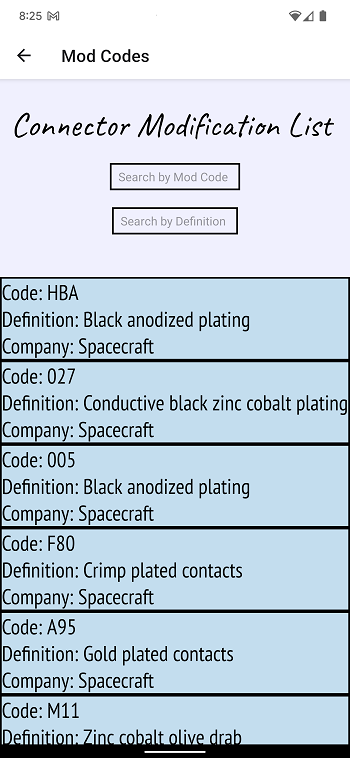 8:25
Mod Codes
Connector Modification List
Search by Mod Code
Search by Definition
Code: HBA
Definition: Black anodized plating
Company: Spacecraft
Code: 027
Definition: Conductive black zinc cobalt plating
Company: Spacecraft
Code: 005
Definition: Black anodized plating
Company: Spacecraft
Code: F80
Definition: Crimp plated contacts
Company: Spacecraft
Code: A95
Definition: Gold plated contacts
Company: Spacecraft
Code: M11
Definition: Zinc cobalt olive drab